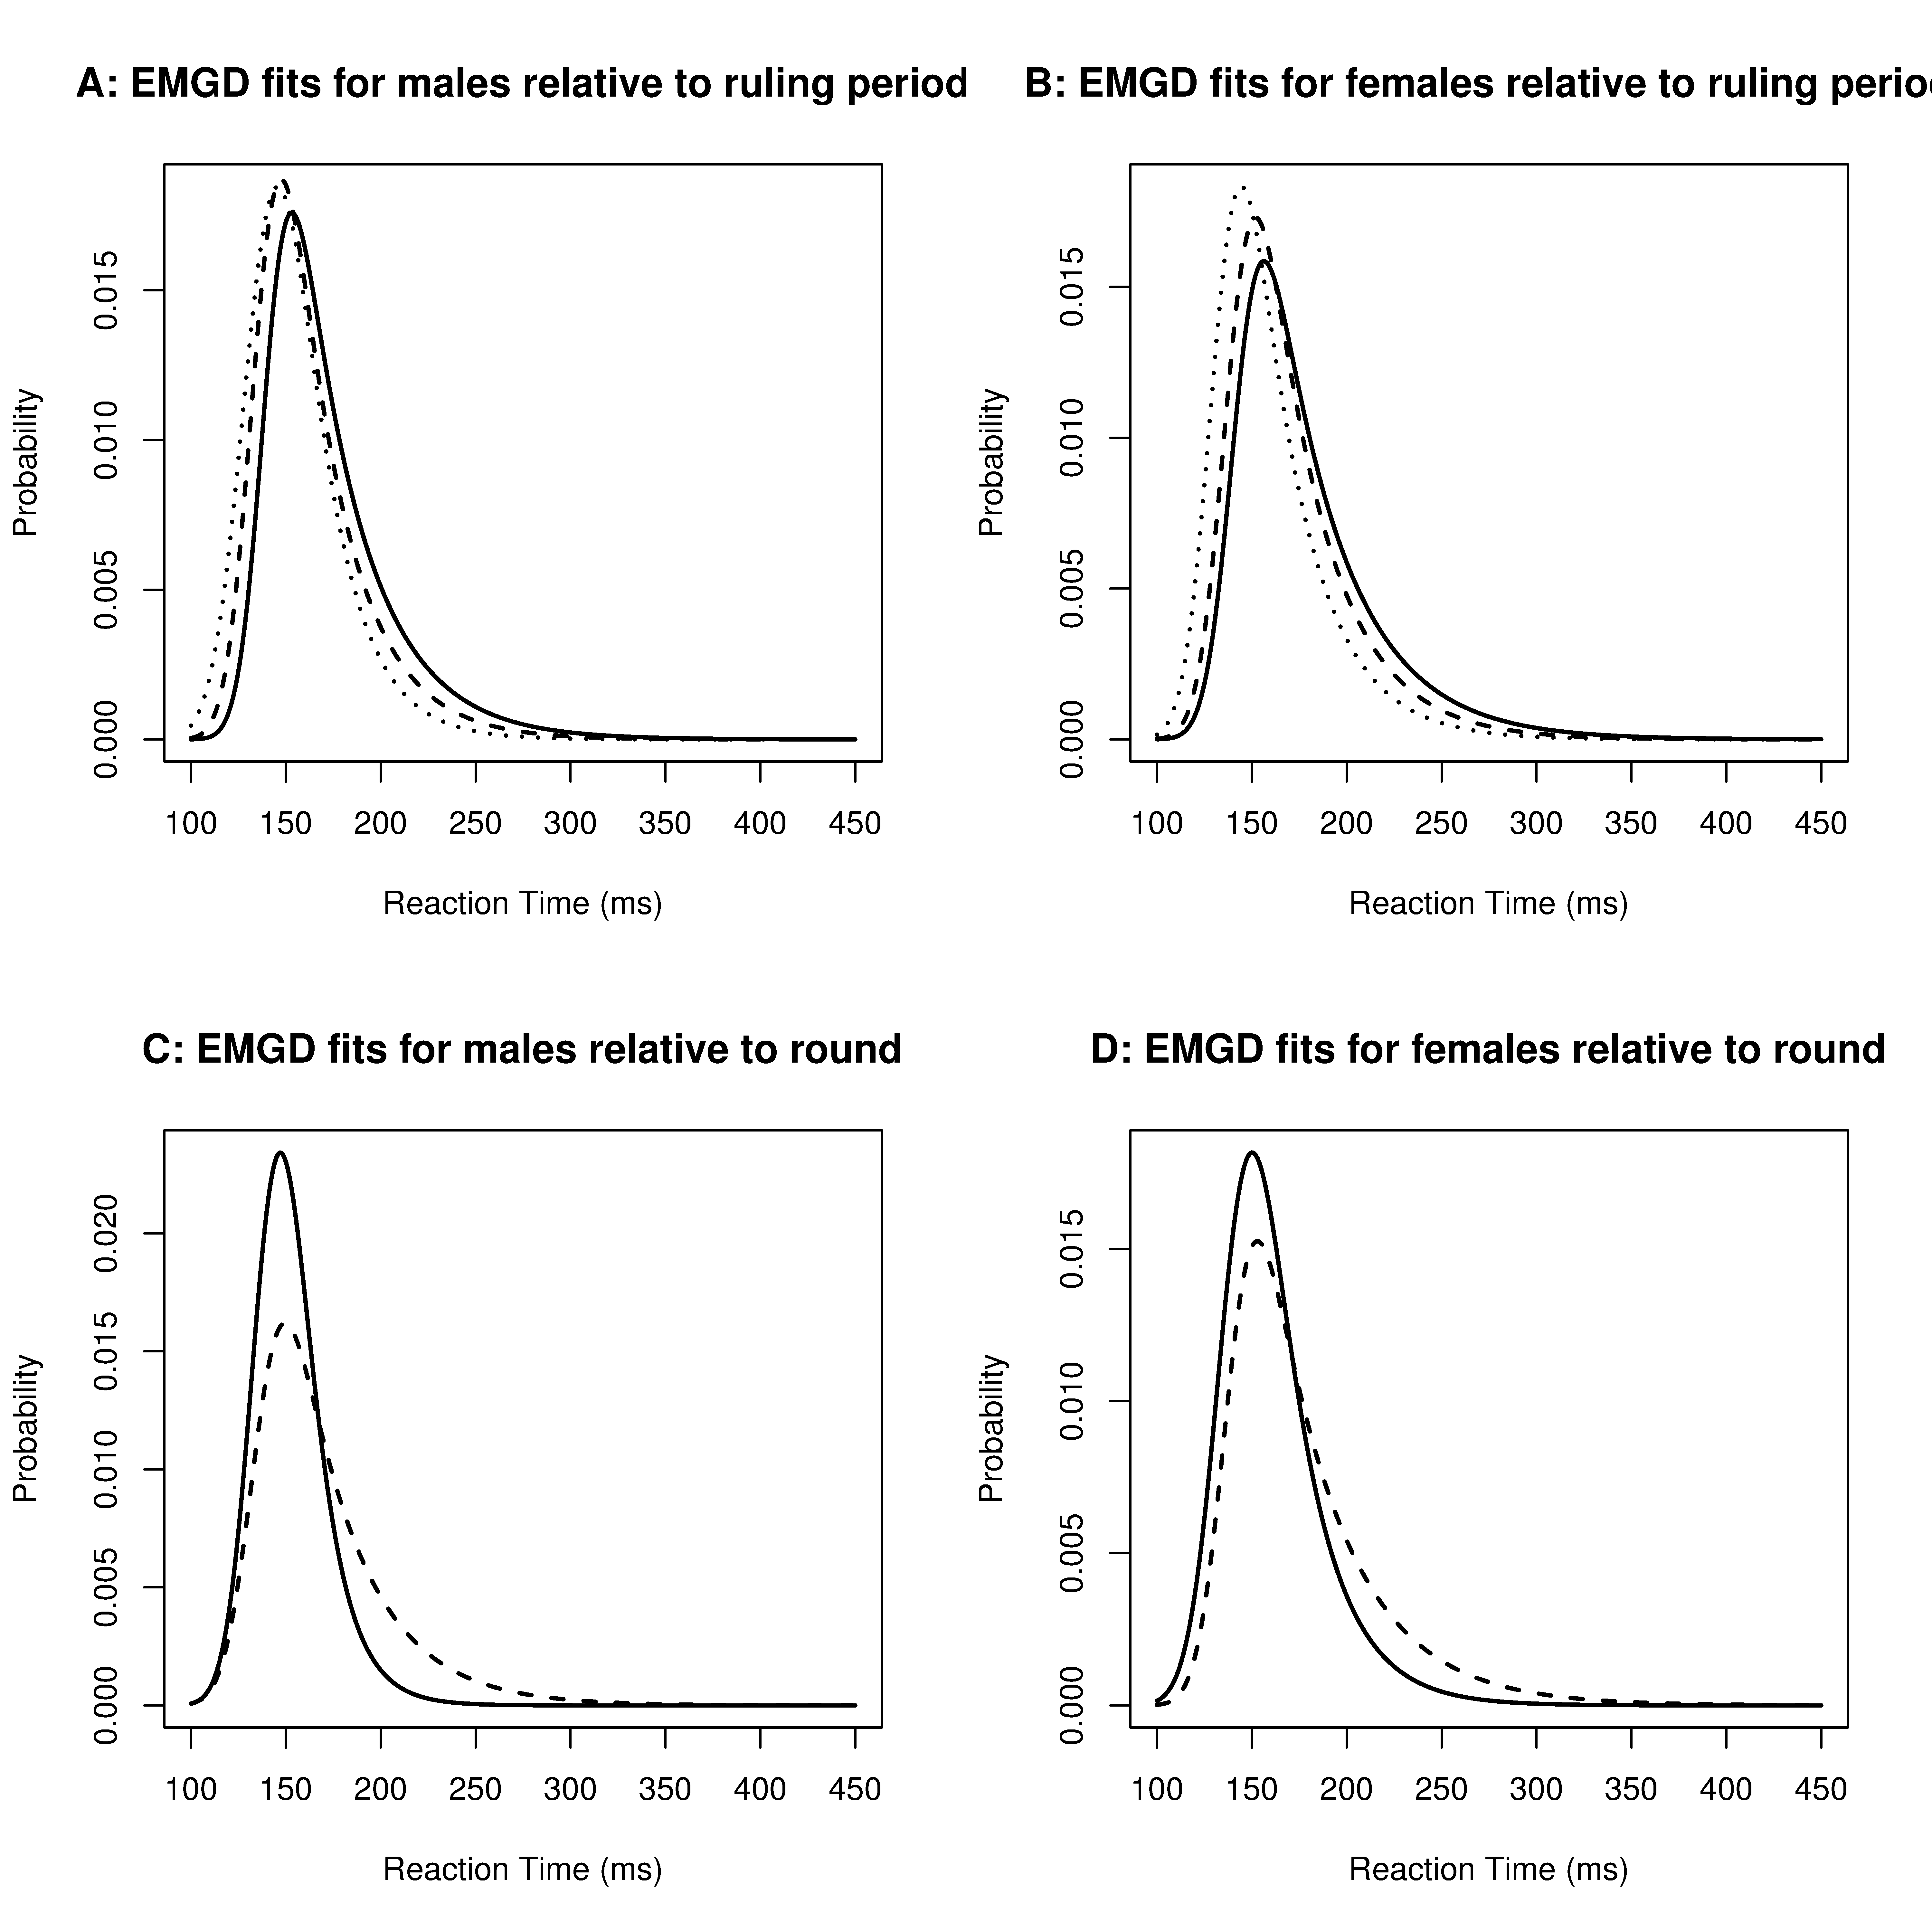 A: EMGD fits for males relative to ruling period
0.015
0.010
0.005
0.000
Probability
100 150 200 250 300 350 400 450
Reaction Time (ms)
B: EMGD fits for females relative to ruling perio
0.015
0.010
0.005
0.000
Probability
100 150 200 250 300 350 400 450
Reaction Time (ms)
C: EMGD fits for males relative to round
0.020
0.015
0.010
0.005
0.000
Probability
100 150 200 250 300 350 400 450
Reaction Time (ms)
D: EMGD fits for females relative to round
0.015
0.010
0.005
0.000
Probability
100 150 200 250 300 350 400 450
Reaction Time (ms)